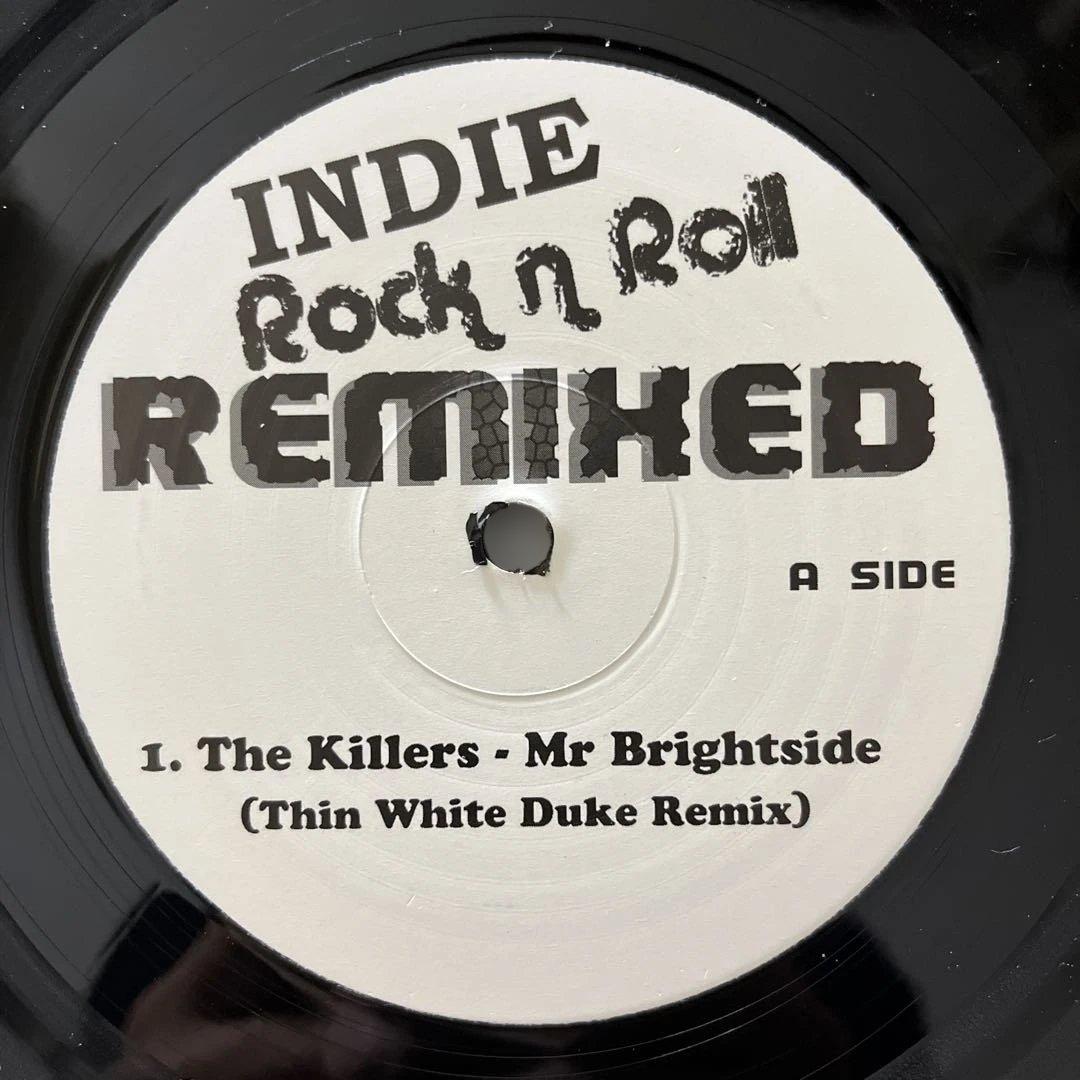 INDIE
Rock n Roll
REMIXED
A SIDE
1. The Killers - Mr Brightside
(Thin White Duke Remix)